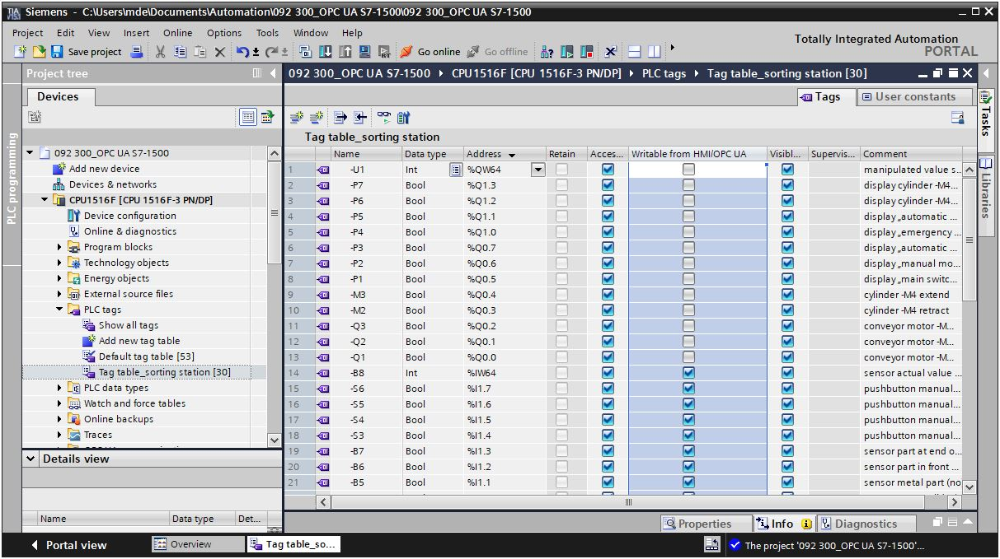 Siemens - C:\Users\mde\Documents\Automation\092 300_OPC UA S7-1500\092 300_OPC UA S7-1500
Project Edit View Insert Online Options Tools Window Help
Totally Integrated Automation
PORTAL
Save project Go online Go offline
Project tree
092 300_OPC UA S7-1500 CPU1516F [CPU 1516F-3 PN/DP] PLC tags Tag table_sorting station [30]
Devices
Tags User constants
PLC programming
Tag table_sorting station
092 300_OPC UA S7-1500
Add new device
Devices & networks
CPU1516F [CPU 1516F-3 PN/DP]
Device configuration
Online & diagnostics
Program blocks
Technology objects
Energy objects
External source files
PLC tags
Show all tags
Add new tag table
Default tag table [53]
Tag table_sorting station [30]
PLC data types
Watch and force tables
Online backups
Traces
Details view
Name Data type Det...
Name Data type Address Retain Acces... Writable from HMI/OPC UA Visibl... Supervis... Comment
1 -U1 Int %QW64 manipulated value s...
2 -P7 Bool %Q1.3 display cylinder -M4...
3 -P6 Bool %Q1.2 display cylinder -M4...
4 -P5 Bool %Q1.1 display „automatic ...
5 -P4 Bool %Q1.0 display „emergency ...
6 -P3 Bool %Q0.7 display „automatic ...
7 -P2 Bool %Q0.6 display „manual mo...
8 -P1 Bool %Q0.5 display „main switc...
9 -M3 Bool %Q0.4 cylinder -M4 extend
10 -M2 Bool %Q0.3 cylinder -M4 retract
11 -Q3 Bool %Q0.2 conveyor motor -M...
12 -Q2 Bool %Q0.1 conveyor motor -M...
13 -Q1 Bool %Q0.0 conveyor motor -M...
14 -B8 Int %IW64 sensor actual value ...
15 -S6 Bool %I1.7 pushbutton manual...
16 -S5 Bool %I1.6 pushbutton manual...
17 -S4 Bool %I1.5 pushbutton manual...
18 -S3 Bool %I1.4 pushbutton manual...
19 -B7 Bool %I1.3 sensor part at end o...
20 -B6 Bool %I1.2 sensor part in front ...
21 -B5 Bool %I1.1 sensor metal part (no
Tasks
Libraries
Properties Info Diagnostics
Portal view Overview Tag table_so... The project '092 300_OPC UA S7-1500'...